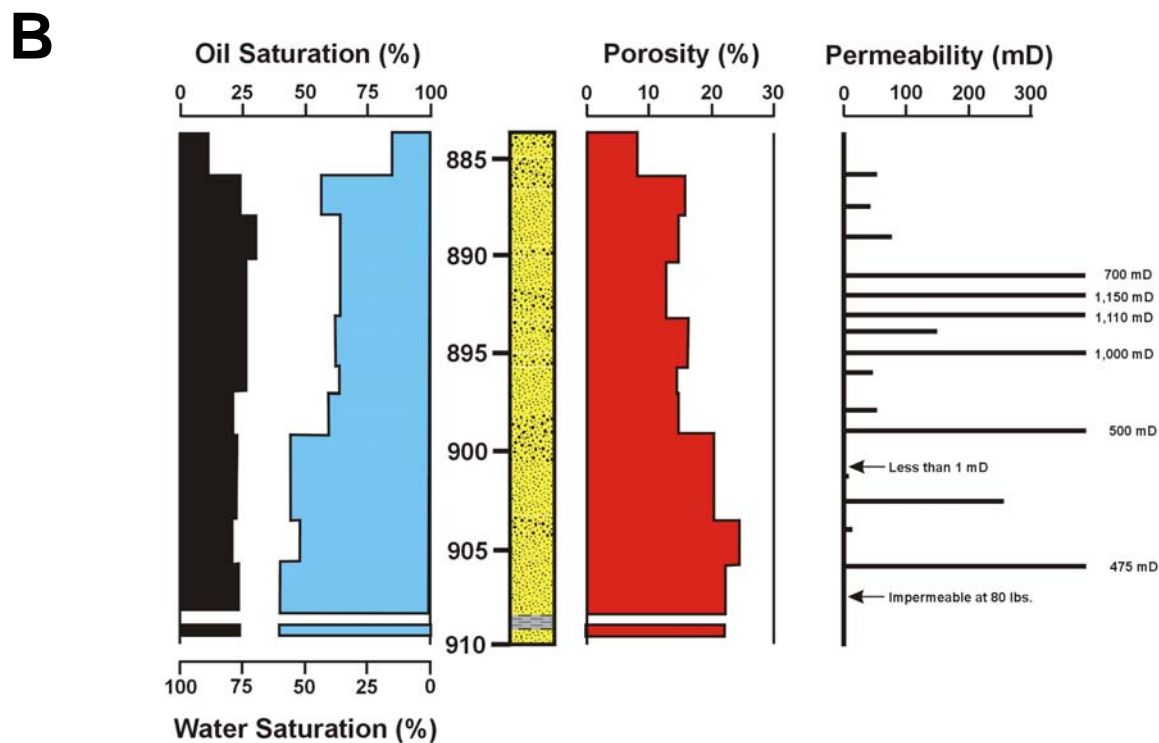 B
Oil Saturation (%)
0 25 50 75 100
Porosity (%)
0 10 20 30
Permeability (mD)
0 100 200 300
885
890
895
900
905
910
700 mD
1,150 mD
1,110 mD
1,000 mD
500 mD
Less than 1 mD
475 mD
Impermeable at 80 lbs.
100 75 50 25 0
Water Saturation (%)